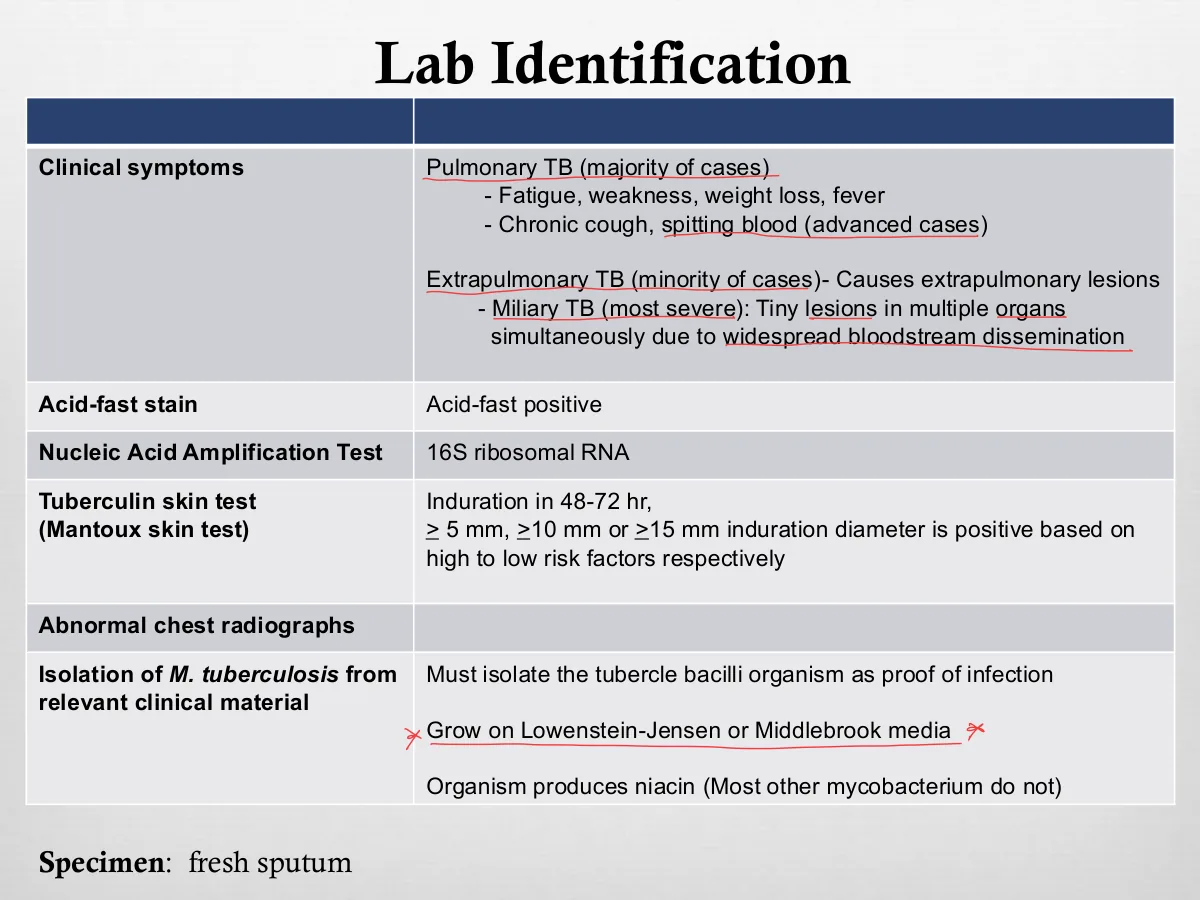 Lab Identification
Clinical symptoms
Pulmonary TB (majority of cases)
- Fatigue, weakness, weight loss, fever
- Chronic cough, spitting blood (advanced cases)
Extrapulmonary TB (minority of cases)- Causes extrapulmonary lesions
- Miliary TB (most severe): Tiny lesions in multiple organs
simultaneously due to widespread bloodstream dissemination
Acid-fast stain
Acid-fast positive
Nucleic Acid Amplification Test
16S ribosomal RNA
Tuberculin skin test
(Mantoux skin test)
Induration in 48-72 hr,
≥ 5 mm, ≥10 mm or ≥15 mm induration diameter is positive based on
high to low risk factors respectively
Abnormal chest radiographs
Isolation of M. tuberculosis from
relevant clinical material
Must isolate the tubercle bacilli organism as proof of infection
Grow on Lowenstein-Jensen or Middlebrook media
Organism produces niacin (Most other mycobacterium do not)
Specimen: fresh sputum